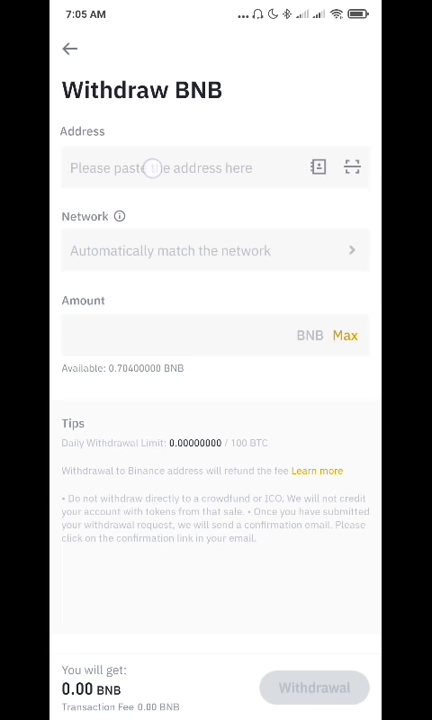 7:05 AM
Withdraw BNB
Address
Please paste the address here
Network
Automatically match the network
Amount
BNB Max
Available: 0.70400000 BNB
Tips
Daily Withdrawal Limit: 0.00000000 / 100 BTC
Withdrawal to Binance address will refund the fee Learn more
• Do not withdraw directly to a crowdfund or ICO. We will not credit
your account with tokens from that sale. • Once you have submitted
your withdrawal request, we will send a confirmation email. Please
click on the confirmation link in your email.
You will get:
0.00 BNB
Transaction Fee 0.00 BNB
Withdrawal